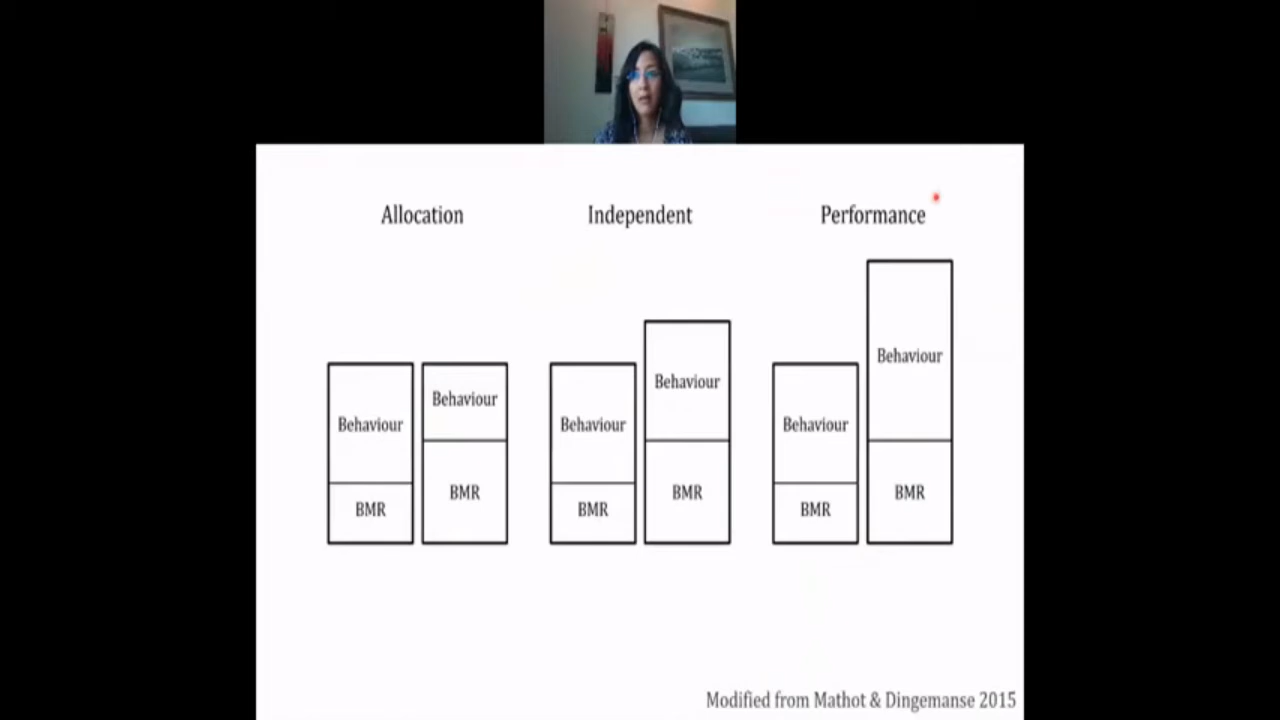 Allocation
Independent
Performance
Behaviour
BMR
Behaviour
BMR
Behaviour
BMR
Behaviour
BMR
Behaviour
BMR
Behaviour
BMR
Modified from Mathot & Dingemanse 2015